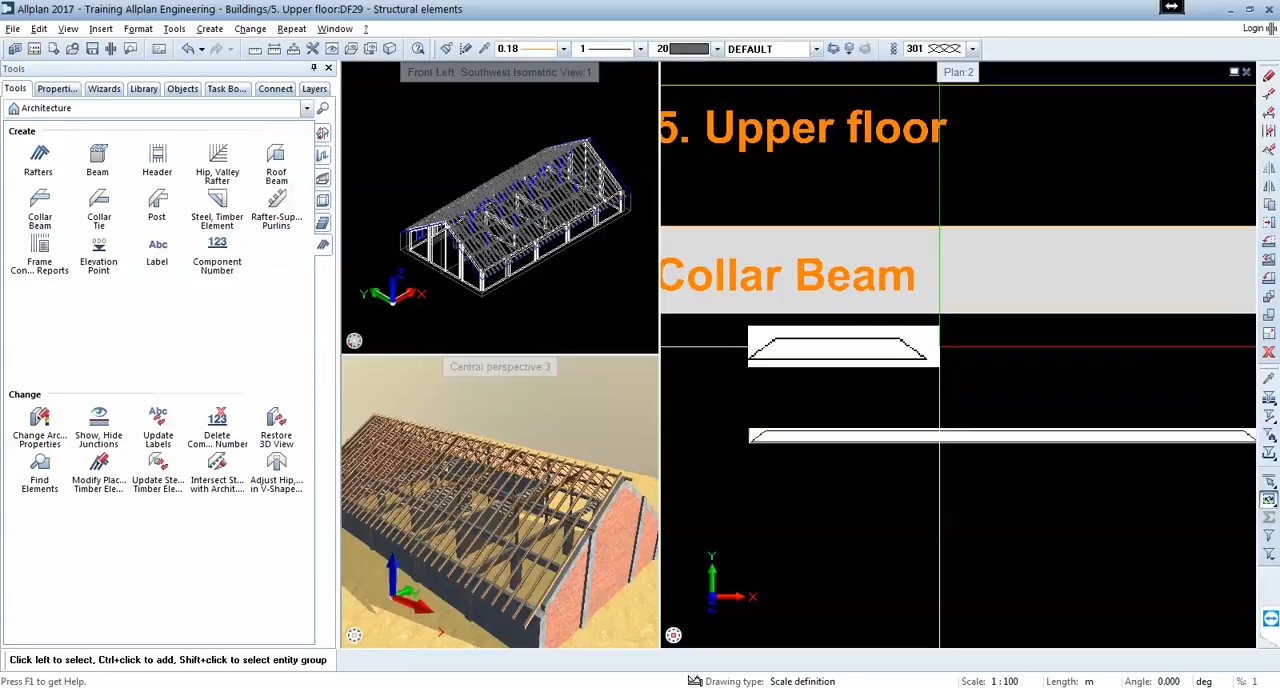 Allplan 2017 - Training Allplan Engineering - Buildings/5. Upper floor:DF29 - Structural elements
File Edit View Insert Format Tools Create Change Repeat Window ?
Login
0.18 1 20 DEFAULT 301
Tools
Tools Properti... Wizards Library Objects Task Bo... Connect Layers
Architecture
Create
Rafters Beam Header Hip, Valley Rafter Roof Beam
Collar Beam Collar Tie Post Steel, Timber Element Rafter-Sup... Purlins
Frame Con... Reports Elevation Point Abc Label 123 Component Number
Change
Change Arc... Properties Show, Hide Junctions Abc Update Labels 123 Delete Com... Number Restore 3D View
Find Elements Modify Plac... Timber Ele... Update Ste... Timber Ele... Intersect St... with Archit... Adjust Hip,... in V-Shape...
Front Left, Southwest Isometric View:1
Z
Y X
Central perspective:3
Plan:2
5. Upper floor
Collar Beam
Y
X
Z
Click left to select, Ctrl+click to add, Shift+click to select entity group
Press F1 to get Help.
Drawing type: Scale definition Scale: 1 : 100 Length: m Angle: 0.000 deg %: 1